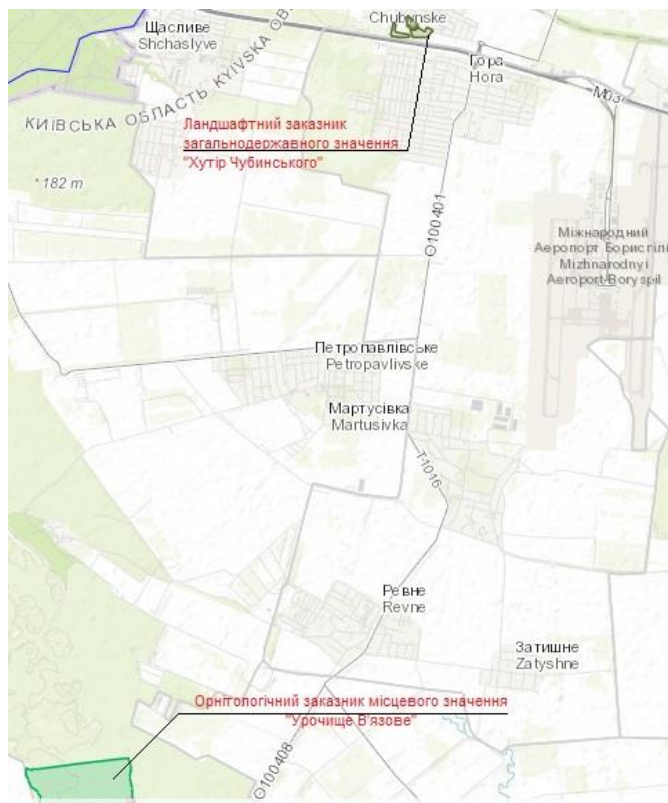 Chubynske
Щасливе
Shchaslyve
Гора
Hora
М03
КИЇВСЬКА ОБЛАСТЬ KYIVSKA
Ландшафтний заказник
загальнодержавного значення
"Хутір Чубинського"
* 182 m
О100401
Міжнародний
Аеропорт Бориспіль
Mizhnarodnyi
Aeroport Boryspil
Петропавлівське
Petropavlivske
Мартусівка
Martusivka
Т-1016
Ревне
Revne
Затишне
Zatyshne
Орнітологічний заказник місцевого значення
"Урочище В'язове"
О100408